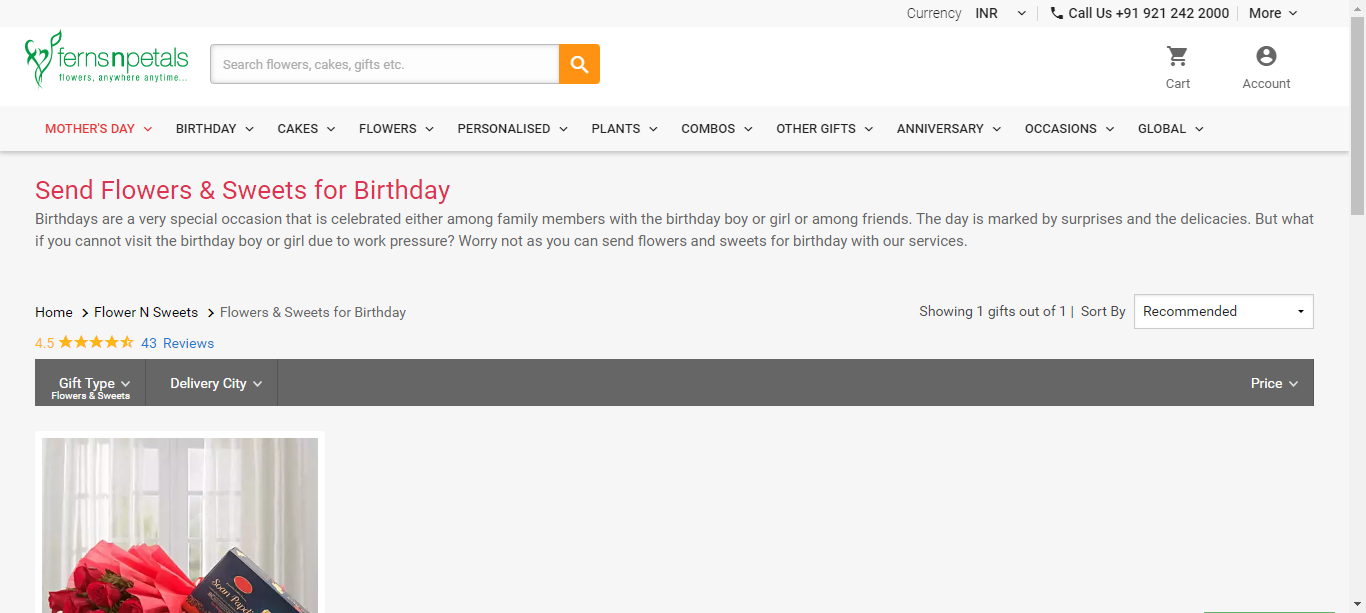 Currency INR Call Us +91 921 242 2000 More
fernsnpetals
flowers, anywhere anytime...
Search flowers, cakes, gifts etc.
Cart Account
MOTHER'S DAY BIRTHDAY CAKES FLOWERS PERSONALISED PLANTS COMBOS OTHER GIFTS ANNIVERSARY OCCASIONS GLOBAL
Send Flowers & Sweets for Birthday
Birthdays are a very special occasion that is celebrated either among family members with the birthday boy or girl or among friends. The day is marked by surprises and the delicacies. But what
if you cannot visit the birthday boy or girl due to work pressure? Worry not as you can send flowers and sweets for birthday with our services.
Home Flower N Sweets Flowers & Sweets for Birthday
Showing 1 gifts out of 1 | Sort By Recommended
4.5 43 Reviews
Gift Type Delivery City Price
Flowers & Sweets
Soan Papdi